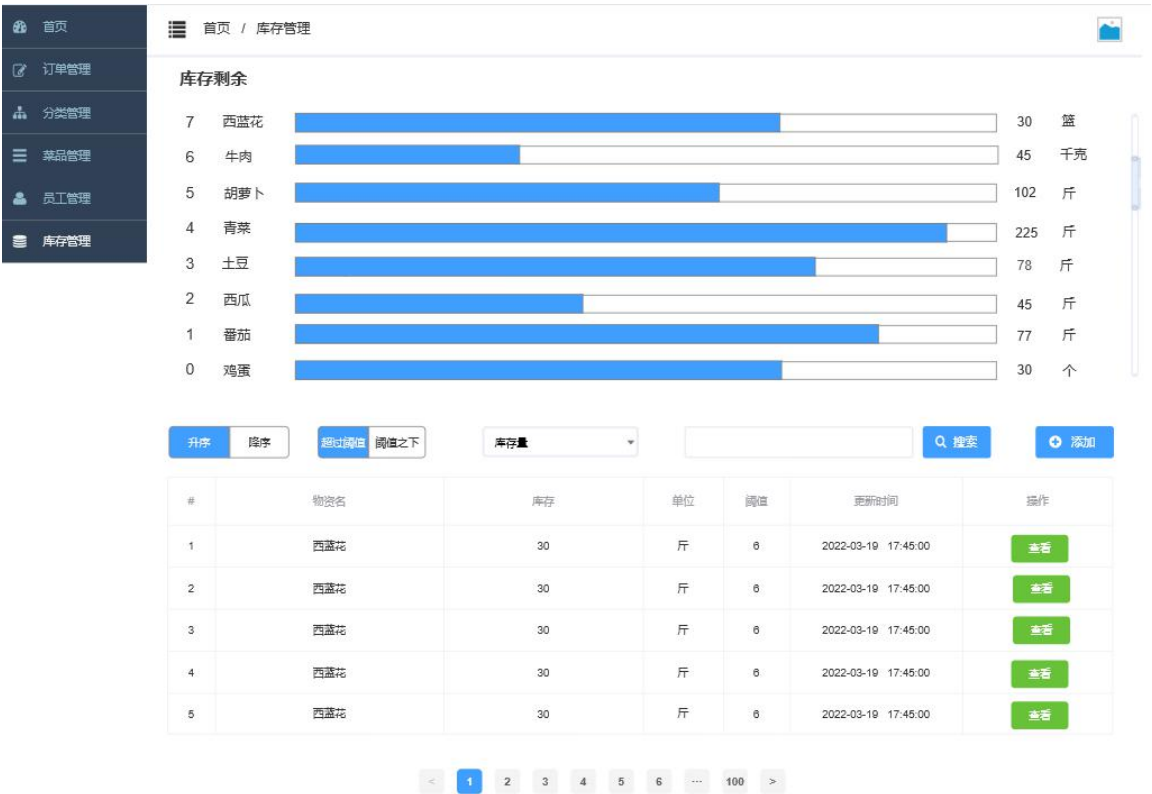 首页
订单管理
分类管理
菜品管理
员工管理
库存管理
首页 / 库存管理
库存剩余
7 西蓝花 30 篮
6 牛肉 45 千克
5 胡萝卜 102 斤
4 青菜 225 斤
3 土豆 78 斤
2 西瓜 45 斤
1 番茄 77 斤
0 鸡蛋 30 个
升序 降序 超过阈值 阈值之下 库存量 搜索 添加
# 物资名 库存 单位 阈值 更新时间 操作
1 西蓝花 30 斤 6 2022-03-19 17:45:00 查看
2 西蓝花 30 斤 6 2022-03-19 17:45:00 查看
3 西蓝花 30 斤 6 2022-03-19 17:45:00 查看
4 西蓝花 30 斤 6 2022-03-19 17:45:00 查看
5 西蓝花 30 斤 6 2022-03-19 17:45:00 查看
< 1 2 3 4 5 6 ··· 100 >